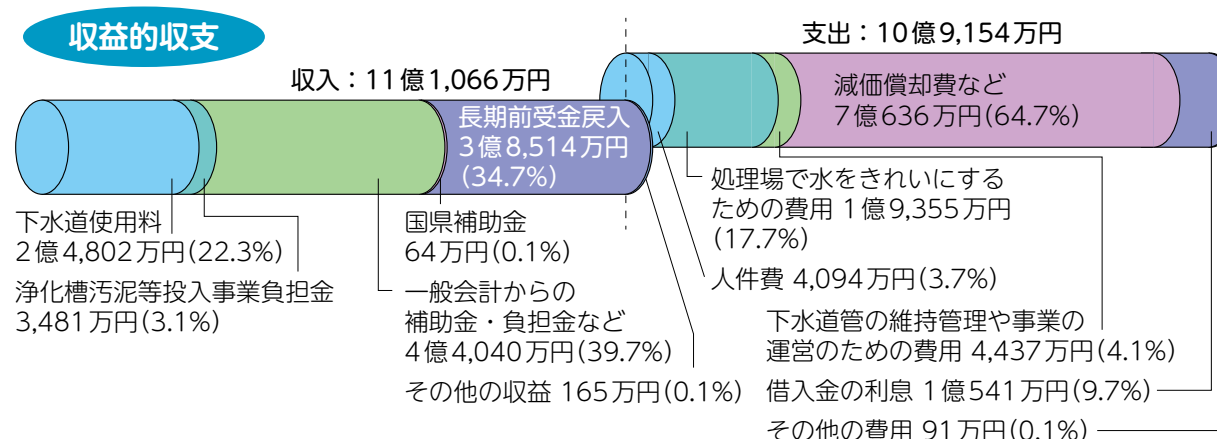 収益的収支
収入：11億1,066万円
支出：10億9,154万円
長期前受金戻入
3億8,514万円
(34.7%)
減価償却費など
7億636万円(64.7%)
下水道使用料
2億4,802万円(22.3%)
浄化槽汚泥等投入事業負担金
3,481万円(3.1%)
国県補助金
64万円(0.1%)
一般会計からの
補助金・負担金など
4億4,040万円(39.7%)
その他の収益 165万円(0.1%)
処理場で水をきれいにする
ための費用 1億9,355万円
(17.7%)
人件費 4,094万円(3.7%)
下水道管の維持管理や事業の
運営のための費用 4,437万円(4.1%)
借入金の利息 1億541万円(9.7%)
その他の費用 91万円(0.1%)